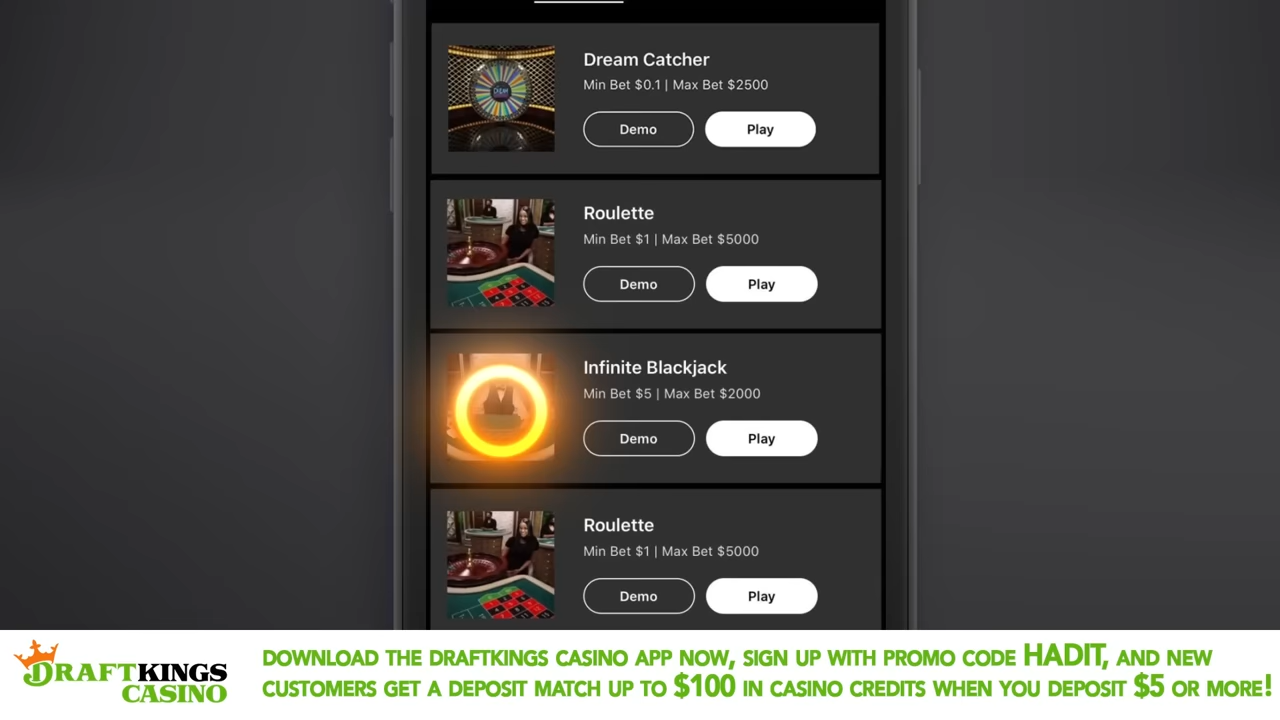 Dream Catcher
Min Bet $0.1 | Max Bet $2500
Demo Play
Roulette
Min Bet $1 | Max Bet $5000
Demo Play
Infinite Blackjack
Min Bet $5 | Max Bet $2000
Demo Play
Roulette
Min Bet $1 | Max Bet $5000
Demo Play
DRAFTKINGS
CASINO
DOWNLOAD THE DRAFTKINGS CASINO APP NOW, SIGN UP WITH PROMO CODE HADIT, AND NEW
CUSTOMERS GET A DEPOSIT MATCH UP TO $100 IN CASINO CREDITS WHEN YOU DEPOSIT $5 OR MORE!